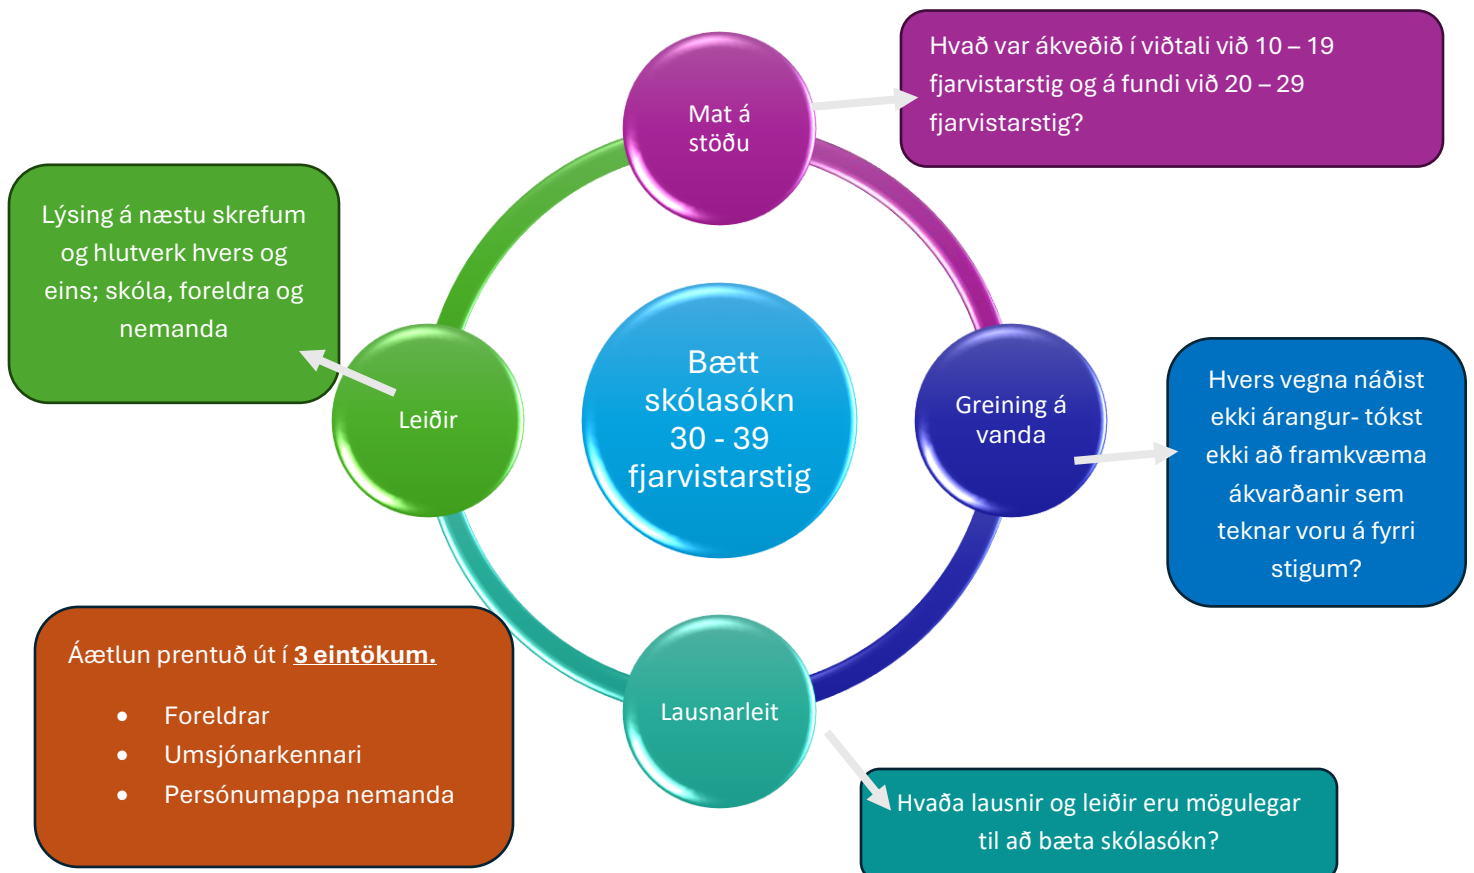 Hvað var ákveðið í viðtali við 10 – 19
fjarvistarstig og á fundi við 20 – 29
fjarvistarstig?
Mat á
stöðu
Lýsing á næstu skrefum
og hlutverk hvers og
eins; skóla, foreldra og
nemanda
Leiðir
Bætt
skólasókn
30 - 39
fjarvistarstig
Greining á
vanda
Hvers vegna náðist
ekki árangur- tókst
ekki að framkvæma
ákvarðanir sem
teknar voru á fyrri
stigum?
Áætlun prentuð út í 3 eintökum.
• Foreldrar
• Umsjónarkennari
• Persónumappa nemanda
Lausnarleit
Hvaða lausnir og leiðir eru mögulegar
til að bæta skólasókn?